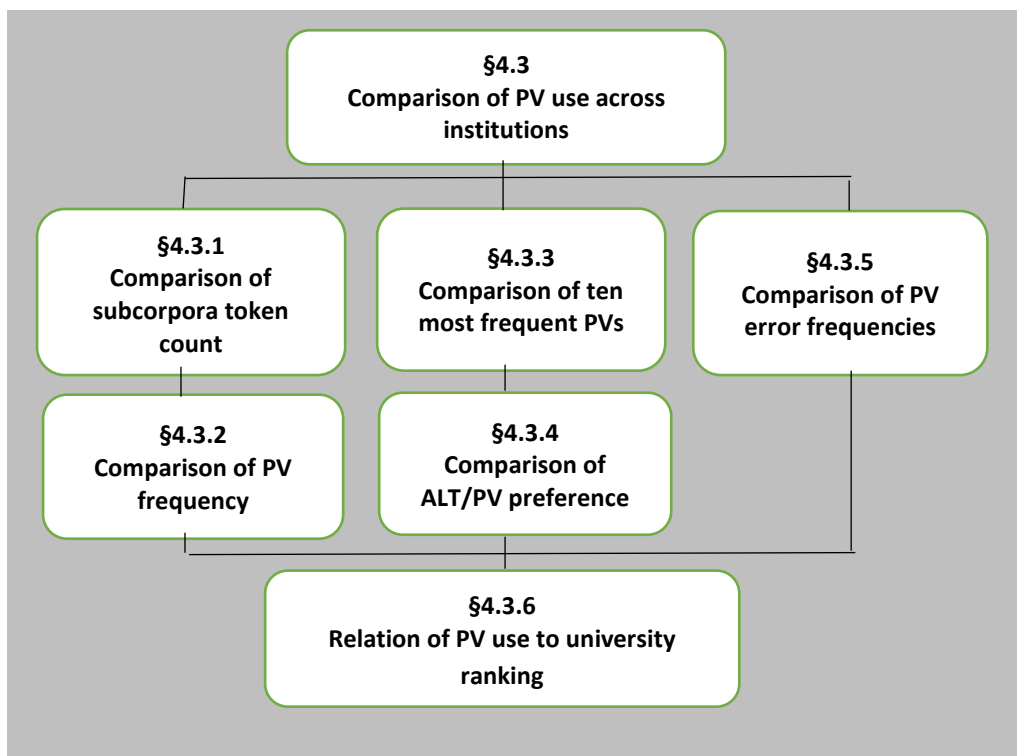 §4.3
Comparison of PV use across
institutions
§4.3.1
Comparison of
subcorpora token
count
§4.3.3
Comparison of ten
most frequent PVs
§4.3.5
Comparison of PV
error frequencies
§4.3.2
Comparison of PV
frequency
§4.3.4
Comparison of
ALT/PV preference
§4.3.6
Relation of PV use to university
ranking